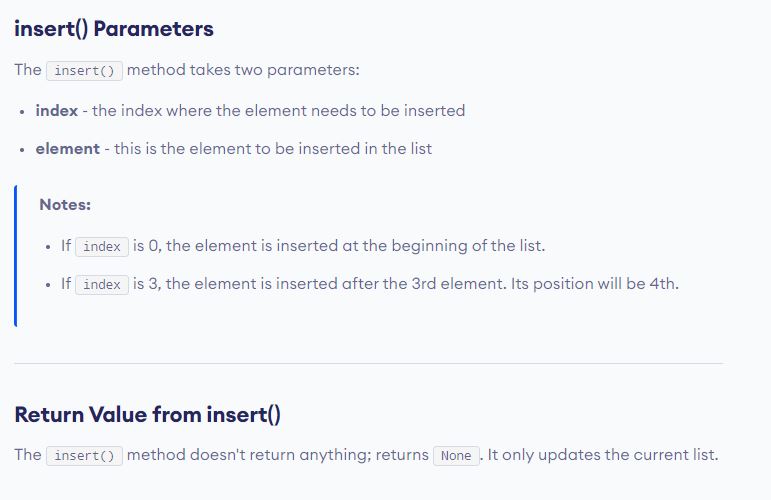 insert() Parameters
The insert() method takes two parameters:
• index - the index where the element needs to be inserted
• element - this is the element to be inserted in the list
Notes:
• If index is 0, the element is inserted at the beginning of the list.
• If index is 3, the element is inserted after the 3rd element. Its position will be 4th.
Return Value from insert()
The insert() method doesn't return anything; returns None. It only updates the current list.